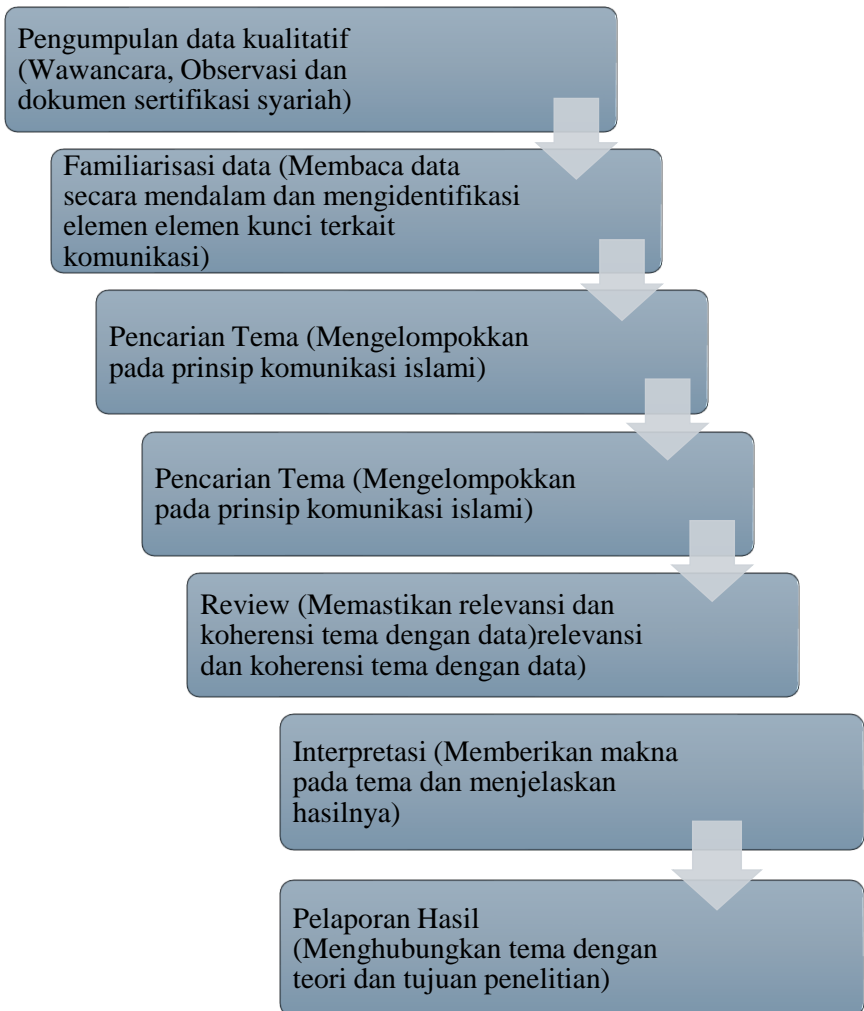 Pengumpulan data kualitatif
(Wawancara, Observasi dan
dokumen sertifikasi syariah)
Familiarisasi data (Membaca data
secara mendalam dan mengidentifikasi
elemen elemen kunci terkait
komunikasi)
Pencarian Tema (Mengelompokkan
pada prinsip komunikasi islami)
Pencarian Tema (Mengelompokkan
pada prinsip komunikasi islami)
Review (Memastikan relevansi dan
koherensi tema dengan data)relevansi
dan koherensi tema dengan data)
Interpretasi (Memberikan makna
pada tema dan menjelaskan
hasilnya)
Pelaporan Hasil
(Menghubungkan tema dengan
teori dan tujuan penelitian)